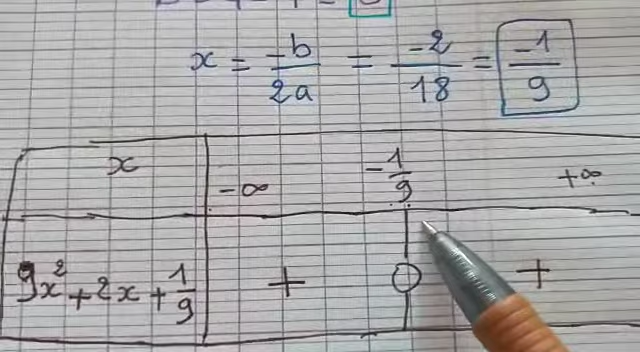 x = -b/2a = -2/18 = -1/9
x -∞ -1/9 +∞
9x² + 2x + 1/9 + 0 +